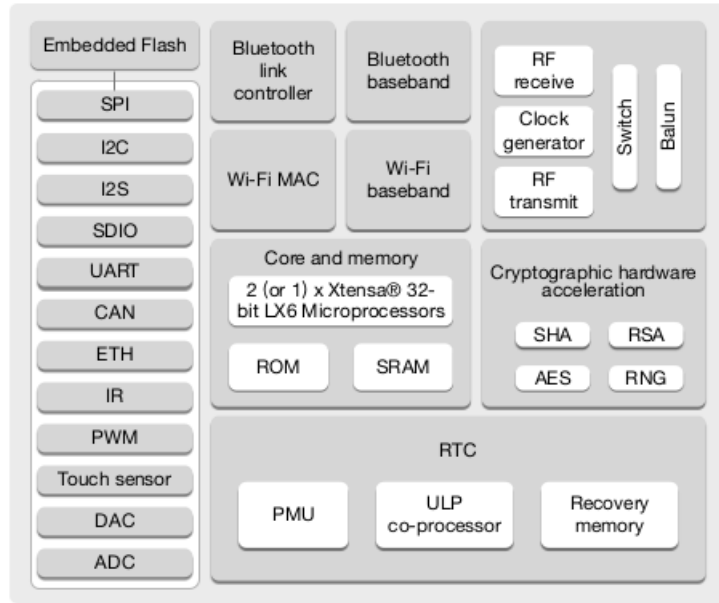 Embedded Flash
SPI
I2C
I2S
SDIO
UART
CAN
ETH
IR
PWM
Touch sensor
DAC
ADC
Bluetooth
link
controller
Bluetooth
baseband
Wi-Fi MAC
Wi-Fi
baseband
RF
receive
Clock
generator
RF
transmit
Switch
Balun
Core and memory
2 (or 1) x Xtensa® 32-
bit LX6 Microprocessors
ROM
SRAM
Cryptographic hardware
acceleration
SHA
RSA
AES
RNG
RTC
PMU
ULP
co-processor
Recovery
memory